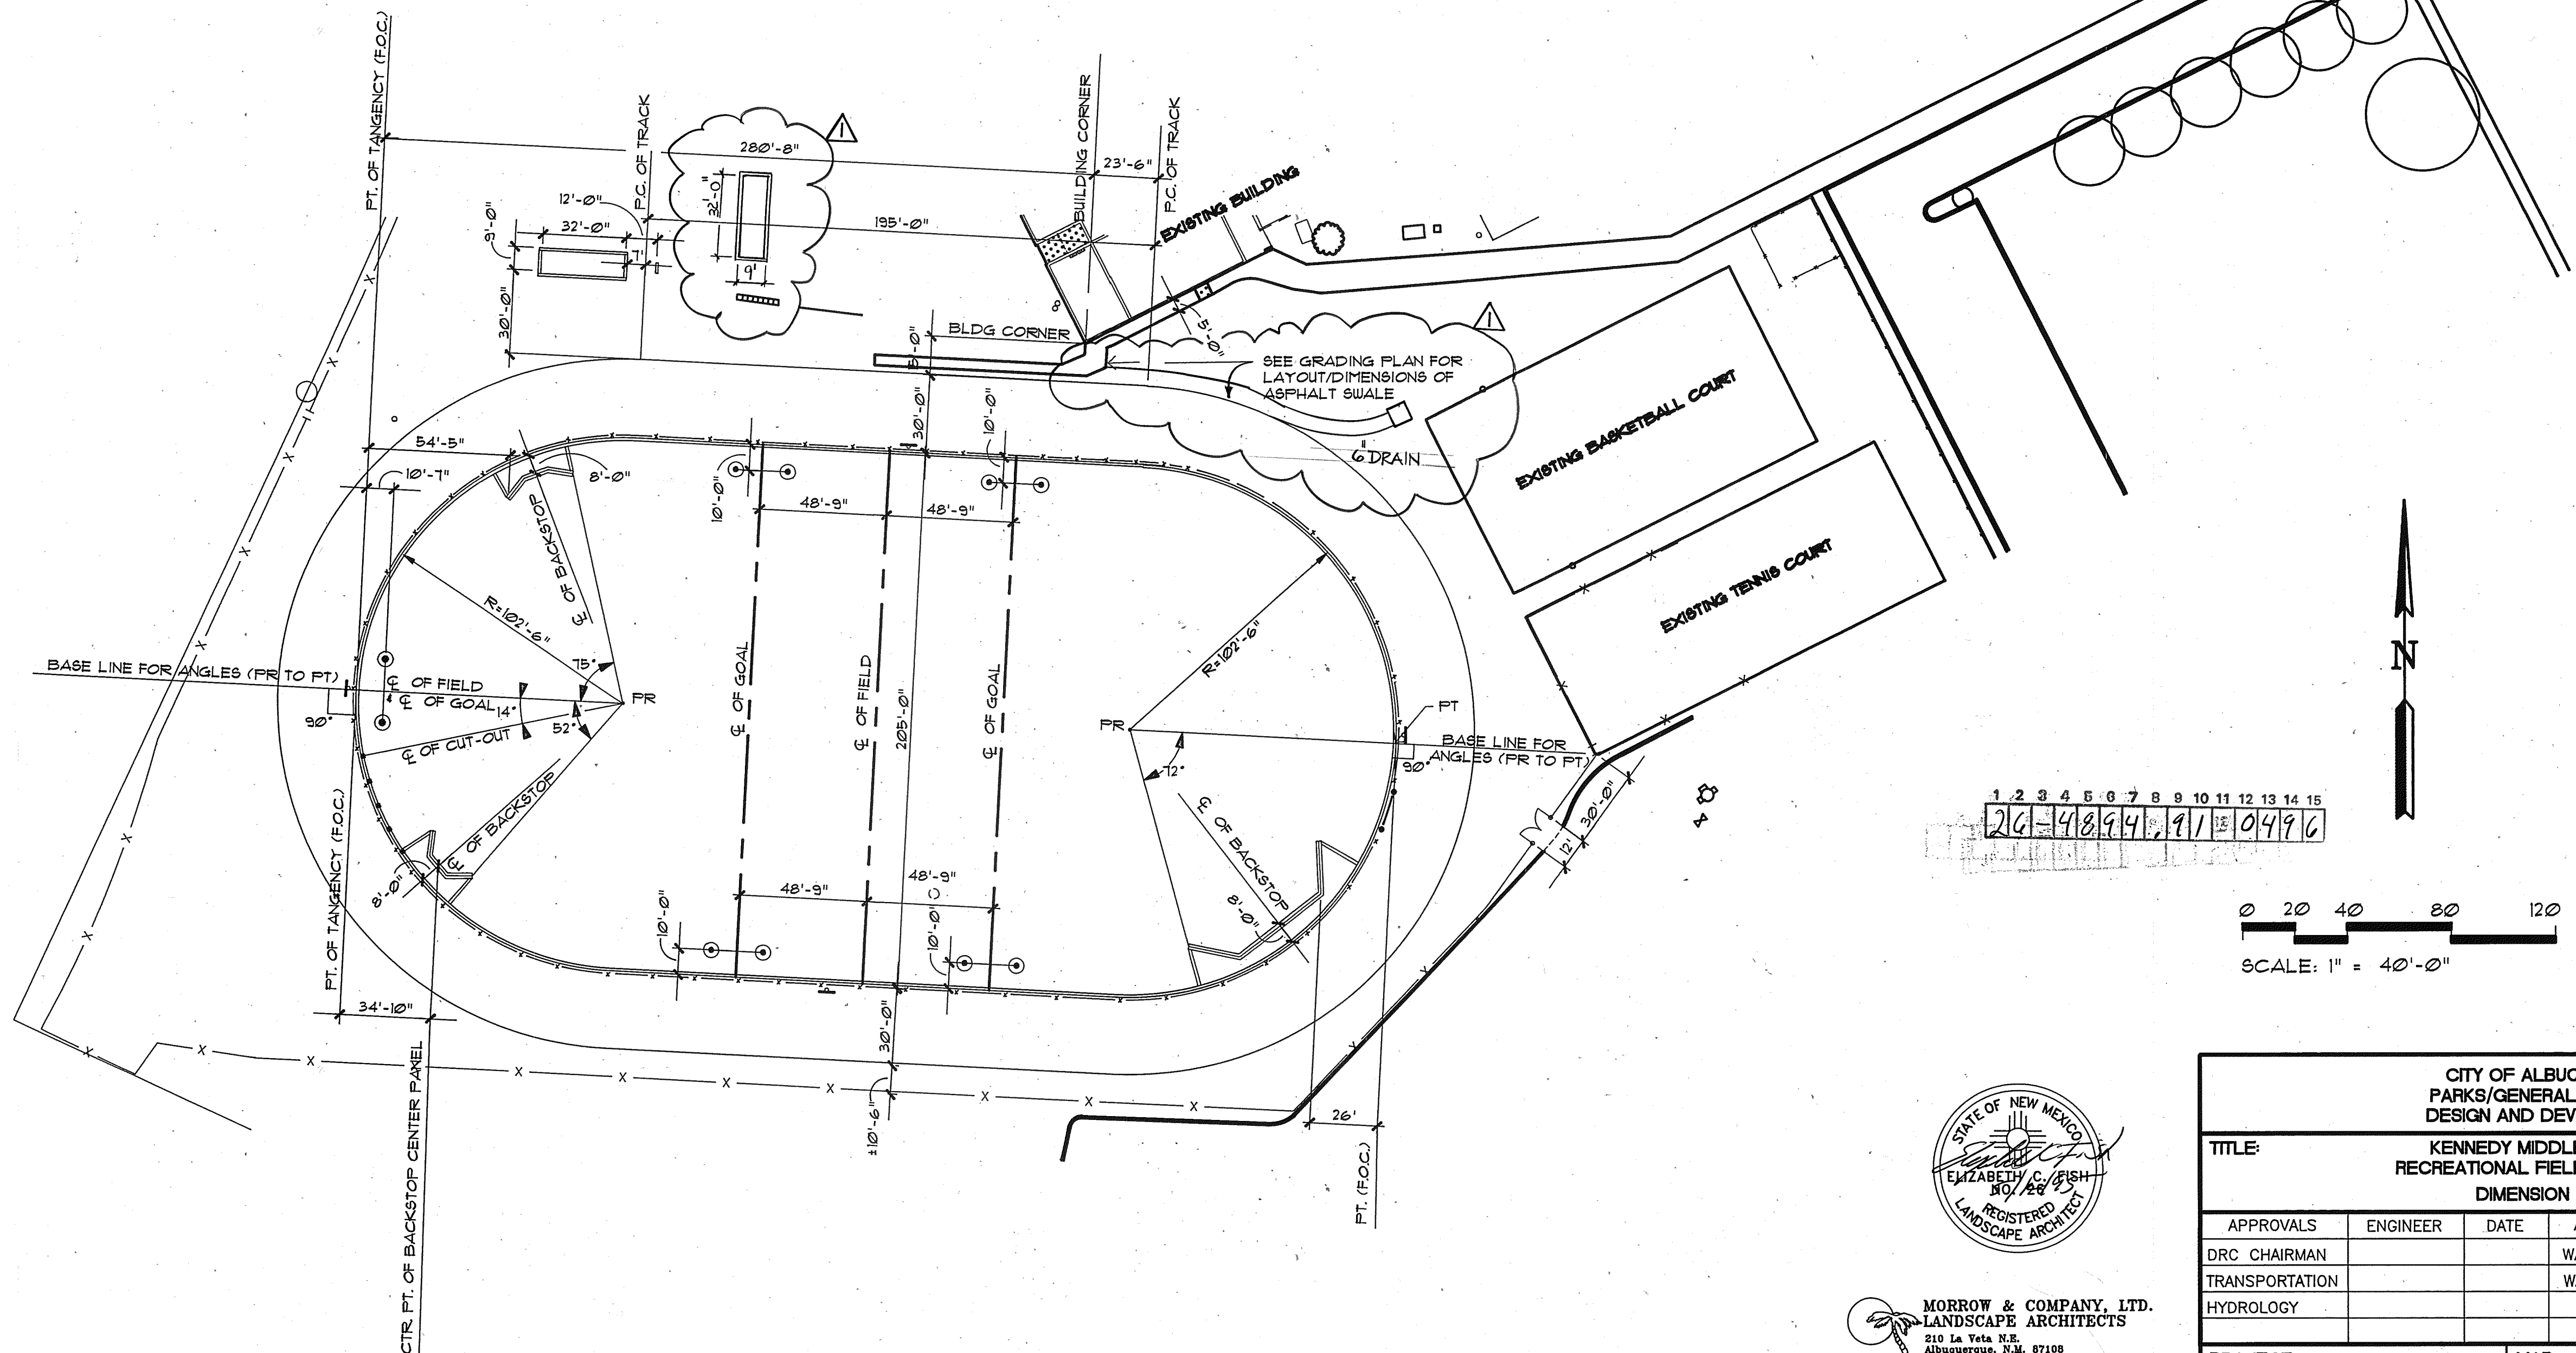 PT. OF TANGENCY (F.O.C.)
P.C. OF TRACK
280'-8"
BUILDING CORNER
23'-6"
P.C. OF TRACK
1
12'-0"
32'-0"
9'-0"
7'
32'-0"
9'
195'-0"
EXISTING BUILDING
30'-0"
BLDG CORNER
5'-0"
5'-0"
1
SEE GRADING PLAN FOR
LAYOUT/DIMENSIONS OF
ASPHALT SWALE
6" DRAIN
EXISTING BASKETBALL COURT
EXISTING TENNIS COURT
54'-5"
10'-7"
8'-0"
℄ OF BACKSTOP
10'-0"
30'-0"
10'-0"
48'-9"
48'-9"
R=102'-6"
R=102'-6"
75°
BASE LINE FOR ANGLES (PR TO PT)
90°
℄ OF FIELD
℄ OF GOAL
14°
PR
52°
℄ OF CUT-OUT
℄ OF BACKSTOP
8'-0"
℄ OF GOAL
℄ OF FIELD
205'-0"
℄ OF GOAL
PR
PT
BASE LINE FOR
ANGLES (PR TO PT)
90°
72°
℄ OF BACKSTOP
8'-0"
30'-0"
12'
48'-9"
48'-9"
10'-0"
10'-0"
PT. OF TANGENCY (F.O.C.)
34'-10"
CTR. PT. OF BACKSTOP CENTER PANEL
30'-0"
±10'-6"
26'
PT. (F.O.C.)
N
1 2 3 4 5 6 7 8 9 10 11 12 13 14 15
26-4894.91 0496
0 20 40 80 120
SCALE: 1" = 40'-0"
STATE OF NEW MEXICO
ELIZABETH C. FISH
NO. 26
REGISTERED
LANDSCAPE ARCHITECT
MORROW & COMPANY, LTD.
LANDSCAPE ARCHITECTS
210 La Veta N.E.
Albuquerque, N.M. 87108
CITY OF ALBUQ
PARKS/GENERAL
DESIGN AND DEV
TITLE:
KENNEDY MIDDLE
RECREATIONAL FIEL
DIMENSION
APPROVALS ENGINEER DATE
DRC CHAIRMAN
TRANSPORTATION
HYDROLOGY